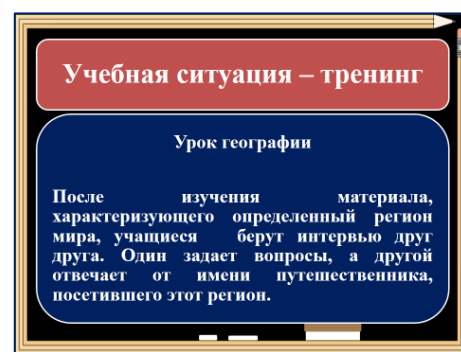 Учебная ситуация – тренинг
Урок географии
После изучения материала,
характеризующего определенный регион
мира, учащиеся берут интервью друг
друга. Один задает вопросы, а другой
отвечает от имени путешественника,
посетившего этот регион.